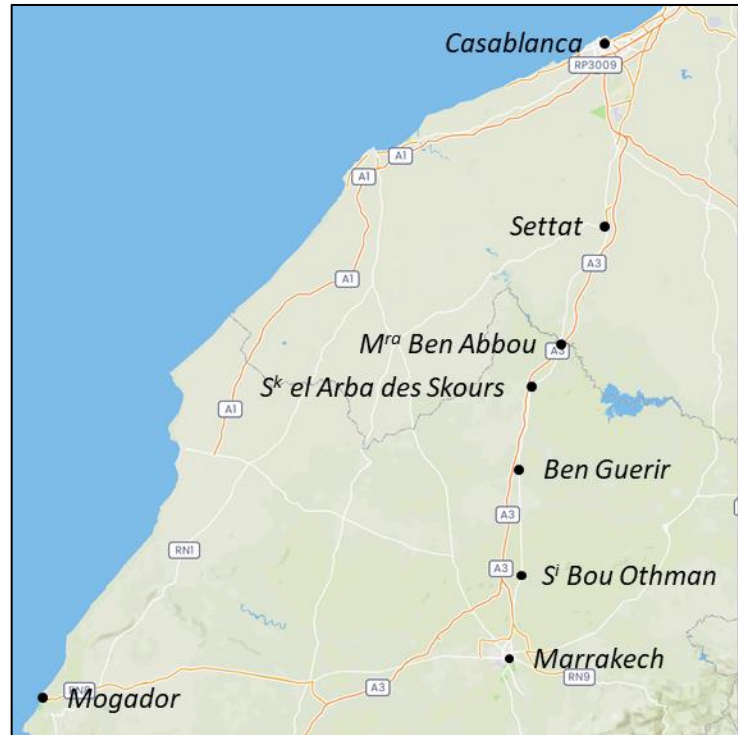 Casablanca
RP3009
A1
A1
Settat
A3
A1
Mra Ben Abbou
A3
Sk el Arba des Skours
A1
Ben Guerir
A3
RN1
A3
Si Bou Othman
Marrakech
RN9
A3
Mogador